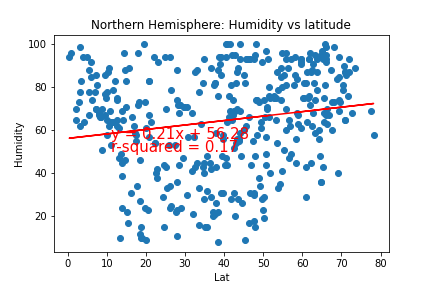 Northern Hemisphere: Humidity vs latitude
100
80
60
40
20
Humidity
y = 0.21x + 56.28
r-squared = 0.17
0 10 20 30 40 50 60 70 80
Lat